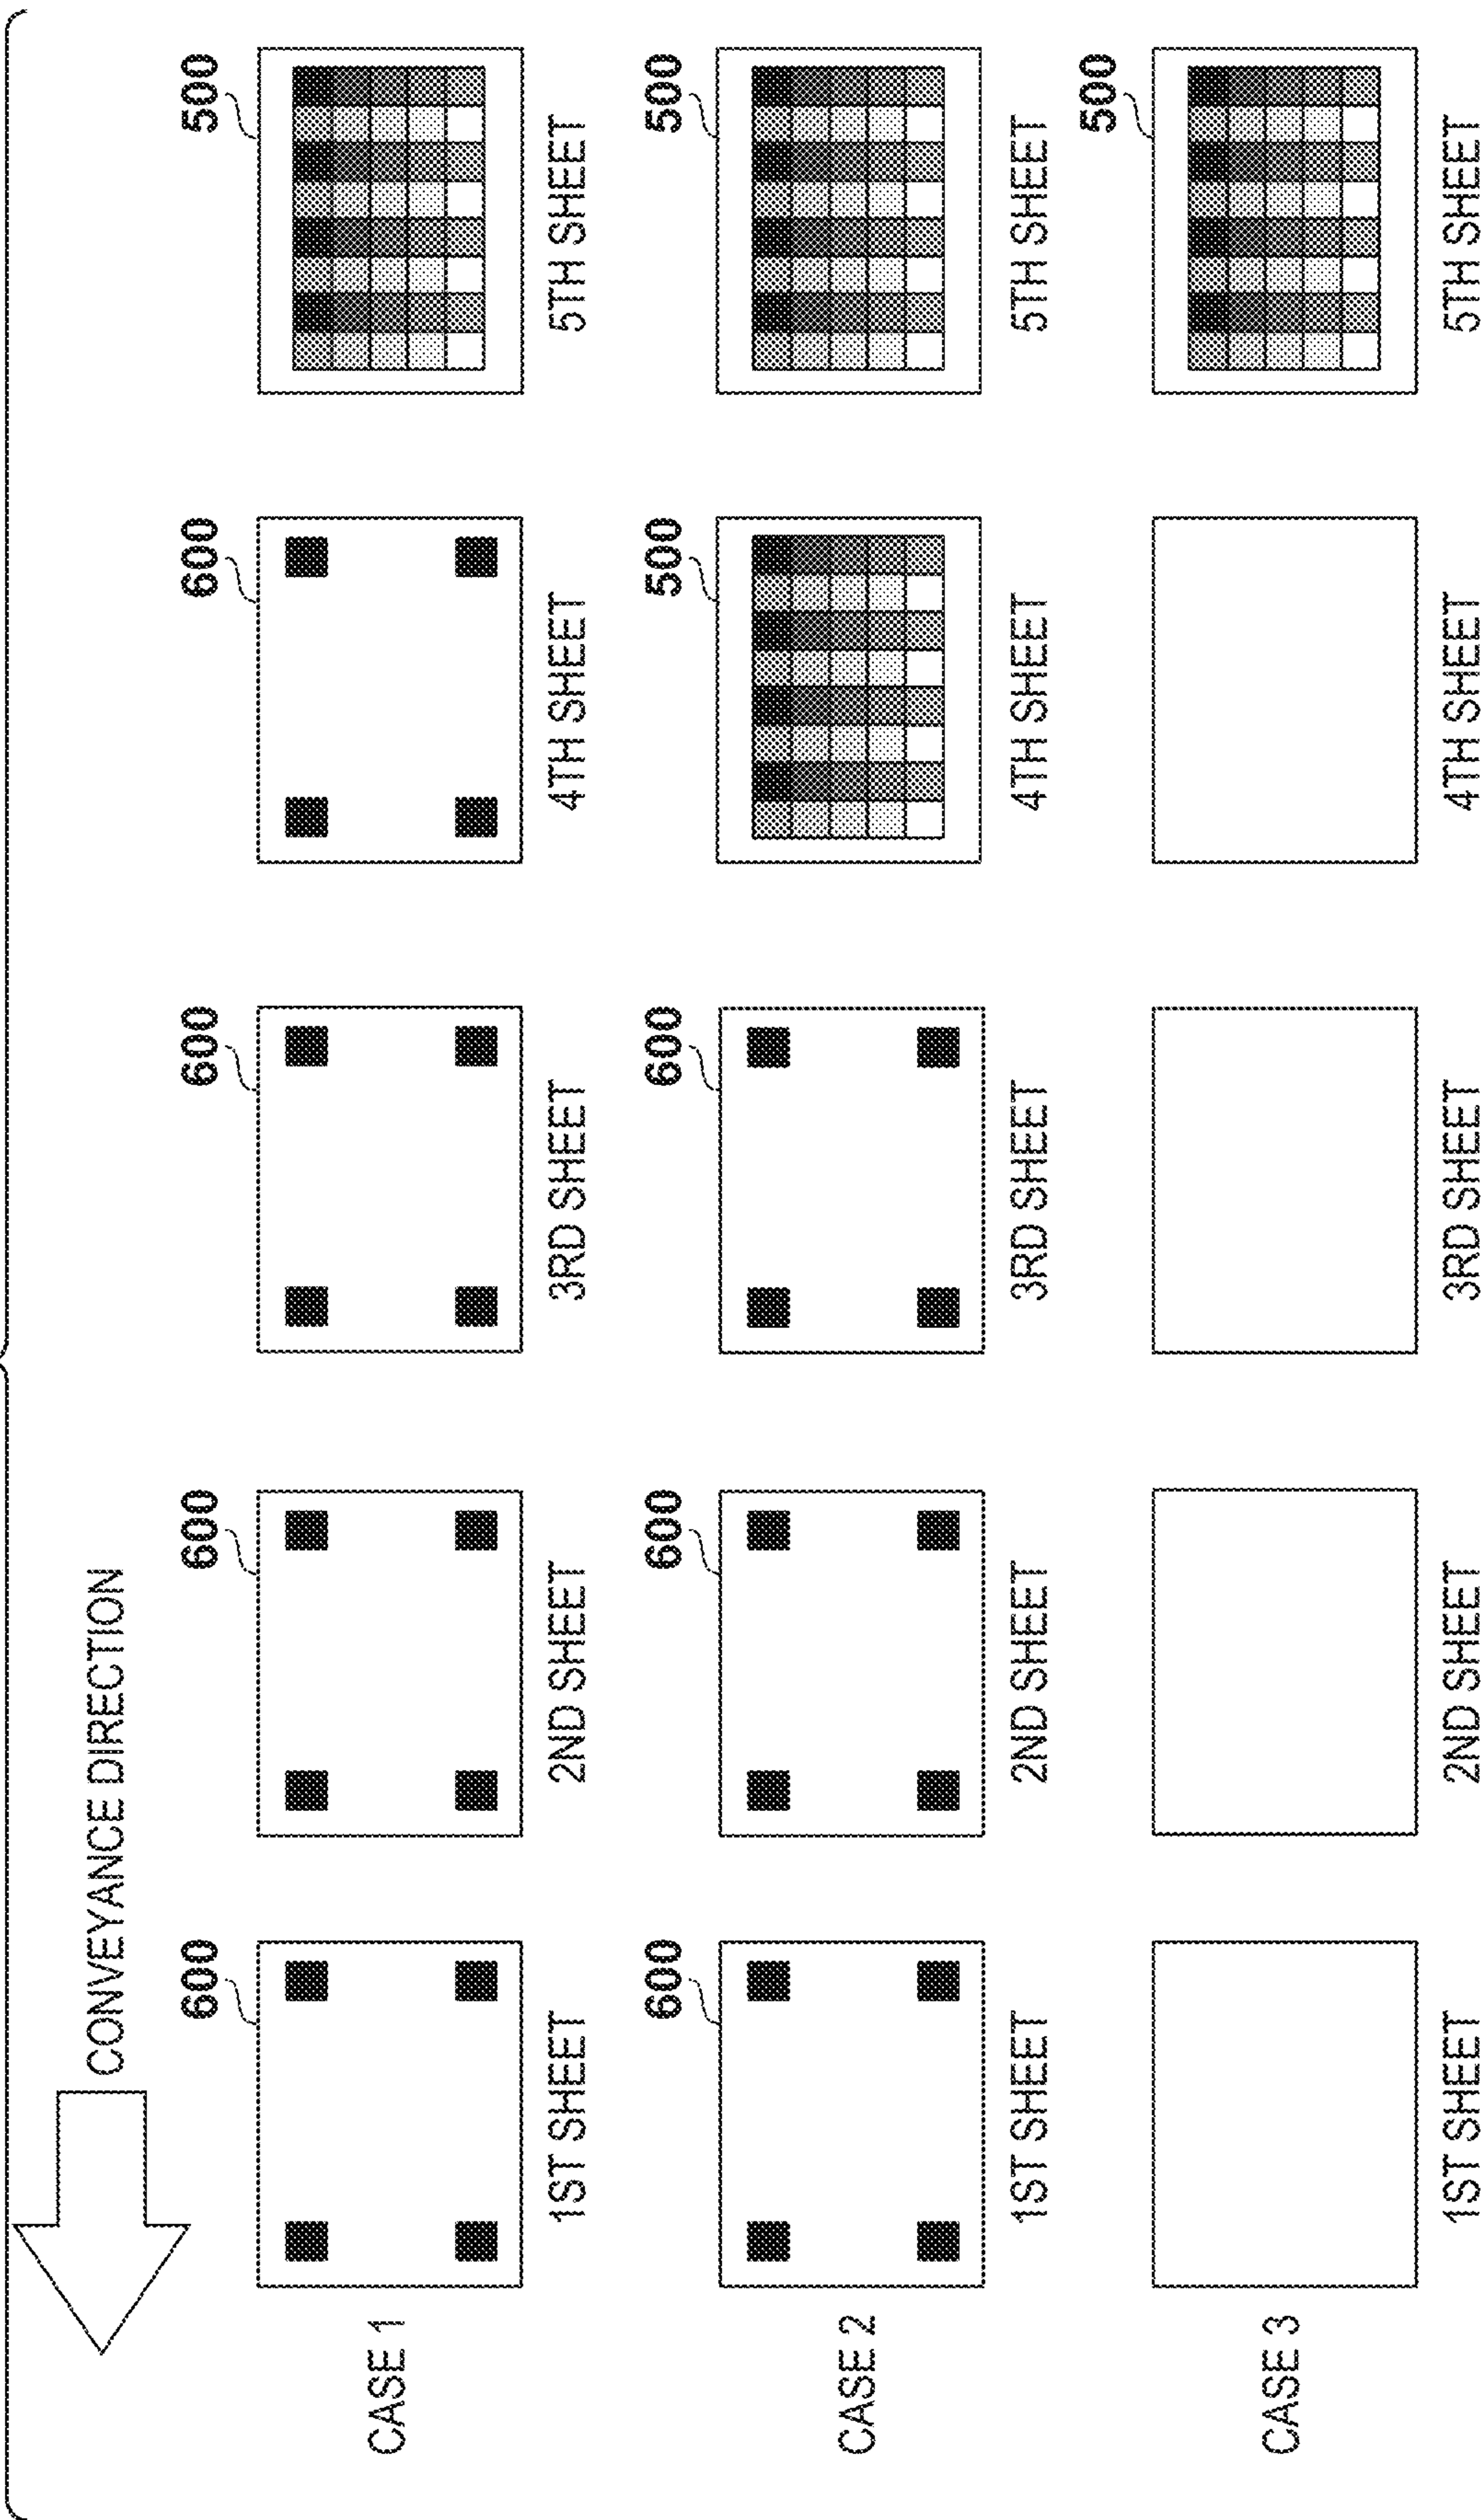 CONVEYANCE DIRECTION
600 600 600 600 500
CASE 1
1ST SHEET 2ND SHEET 3RD SHEET 4TH SHEET 5TH SHEET
600 600 600 500 500
CASE 2
1ST SHEET 2ND SHEET 3RD SHEET 4TH SHEET 5TH SHEET
500
CASE 3
1ST SHEET 2ND SHEET 3RD SHEET 4TH SHEET 5TH SHEET